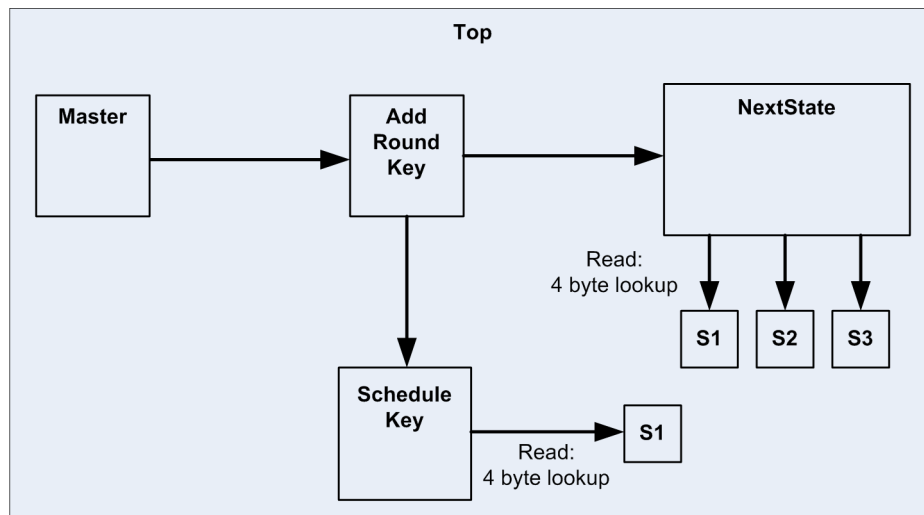 Top
Master
Add
Round
Key
NextState
Read:
4 byte lookup
S1
S2
S3
Schedule
Key
Read:
4 byte lookup
S1